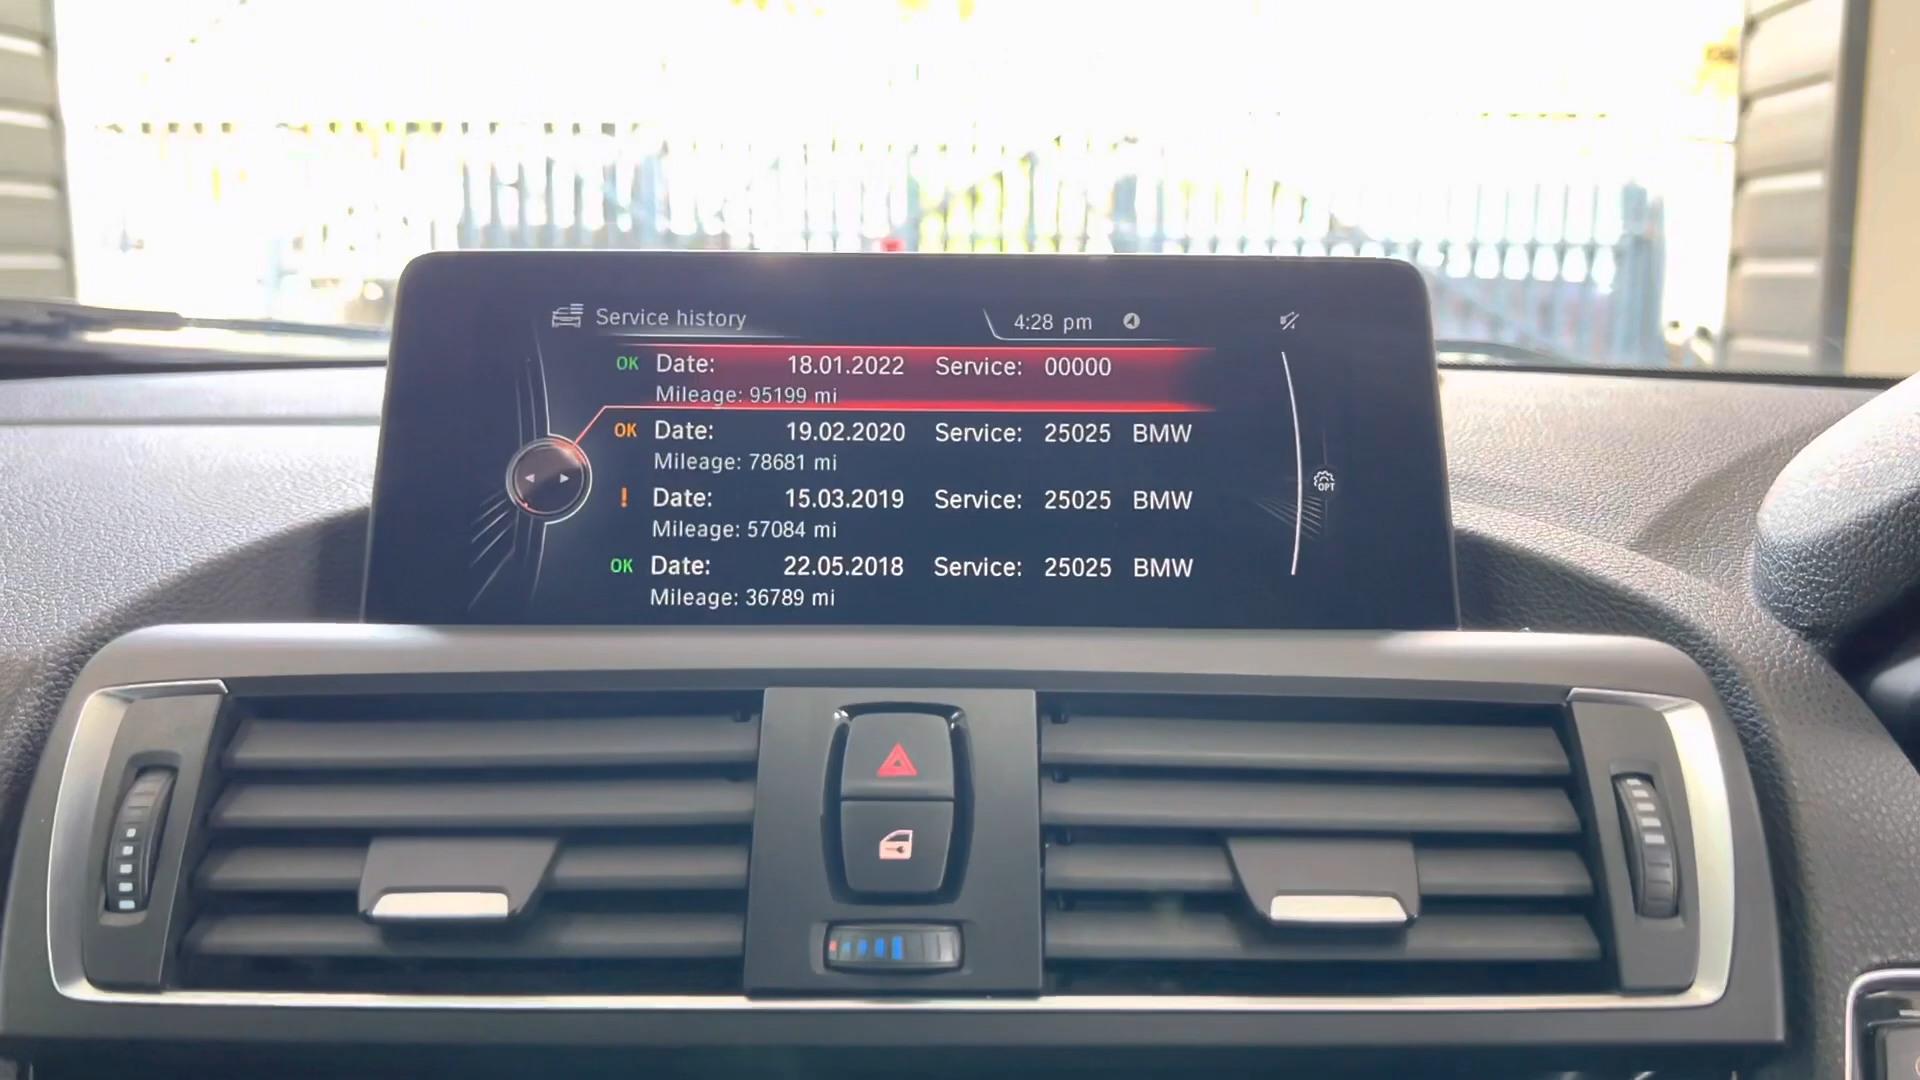 Service history
4:28 pm
OK Date: 18.01.2022 Service: 00000
Mileage: 95199 mi
OK Date: 19.02.2020 Service: 25025 BMW
Mileage: 78681 mi
! Date: 15.03.2019 Service: 25025 BMW
Mileage: 57084 mi
OK Date: 22.05.2018 Service: 25025 BMW
Mileage: 36789 mi
OPT